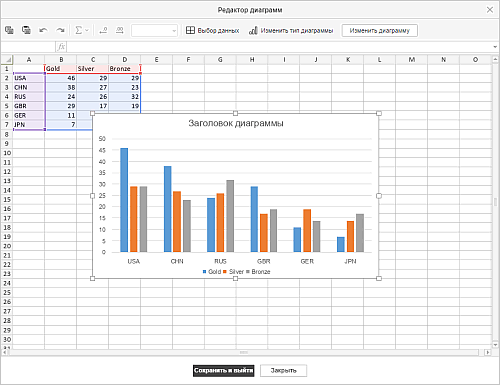 Редактор диаграмм
Выбор данных Изменить тип диаграммы Изменить диаграмму
fx
A B C D E F G H I J K L M N O
1 Gold Silver Bronze
2 USA 46 29 29
3 CHN 38 27 23
4 RUS 24 26 32
5 GBR 29 17 19
6 GER 11
7 JPN 7
8
9
10
11
12
13
14
15
16
17
18
19
20
21
22
23
24
25
26
27
28
29
30
Заголовок диаграммы
50
45
40
35
30
25
20
15
10
5
0
USA CHN RUS GBR GER JPN
Gold Silver Bronze
Сохранить и выйти Закрыть